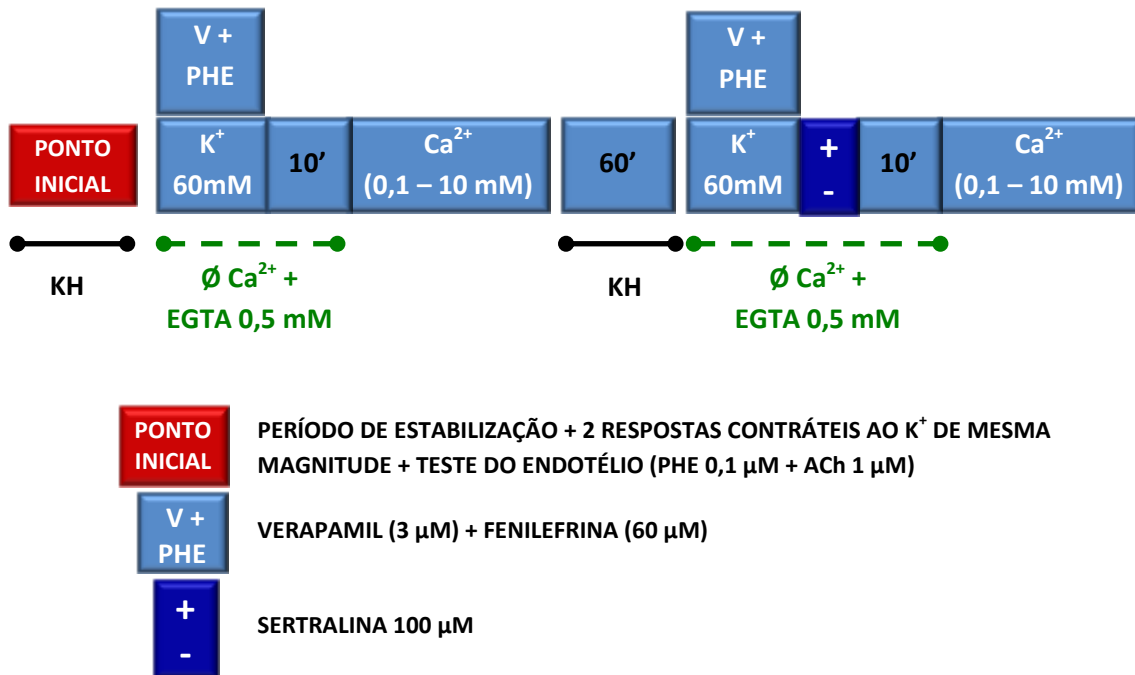 V +
PHE
V +
PHE
PONTO
INICIAL
K⁺
60mM
10’
Ca²⁺
(0,1 – 10 mM)
60’
K⁺
60mM
+
-
10’
Ca²⁺
(0,1 – 10 mM)
KH
Ø Ca²⁺ +
EGTA 0,5 mM
KH
Ø Ca²⁺ +
EGTA 0,5 mM
PONTO
INICIAL
PERÍODO DE ESTABILIZAÇÃO + 2 RESPOSTAS CONTRÁTEIS AO K⁺ DE MESMA
MAGNITUDE + TESTE DO ENDOTÉLIO (PHE 0,1 µM + ACh 1 µM)
V +
PHE
VERAPAMIL (3 µM) + FENILEFRINA (60 µM)
+
-
SERTRALINA 100 µM